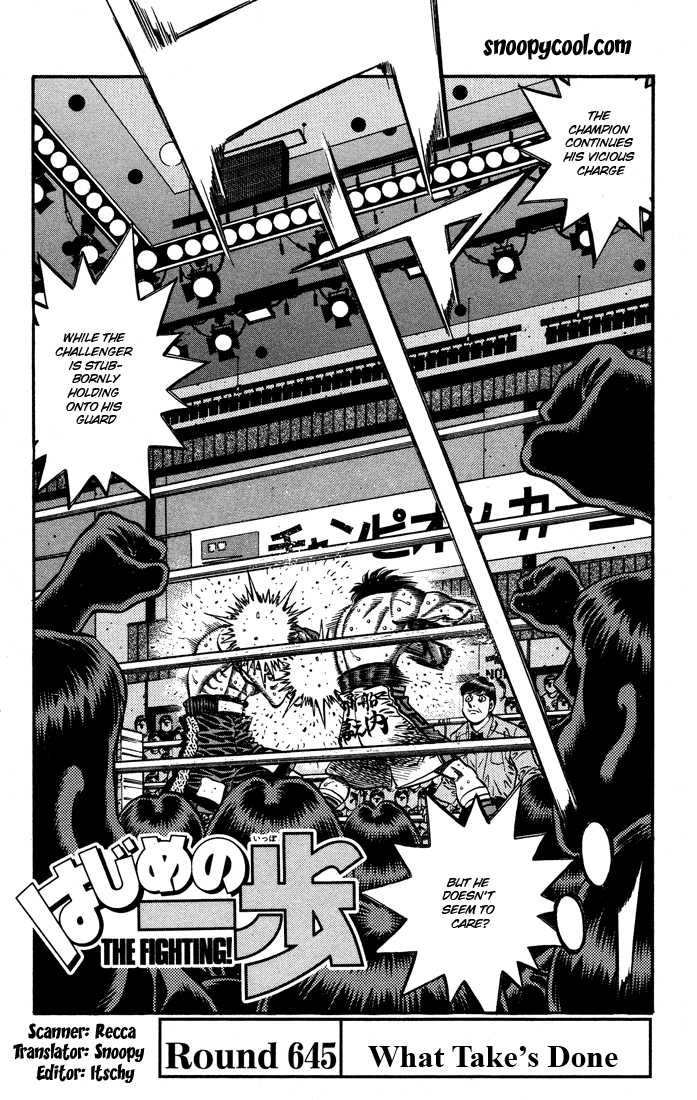 snoopycool.com
THE
CHAMPION
CONTINUES
HIS VICIOUS
CHARGE
WHILE THE
CHALLENGER
IS STUB-
BORNLY
HOLDING
ONTO HIS
GUARD
チャンピオンカーニ
BUT HE
DOESN'T
SEEM TO
CARE?
いっぽ
はじめの一歩
THE FIGHTING!
Scanner: Recca
Translator: Snoopy
Editor: Itschy
Round 645
What Take's Done